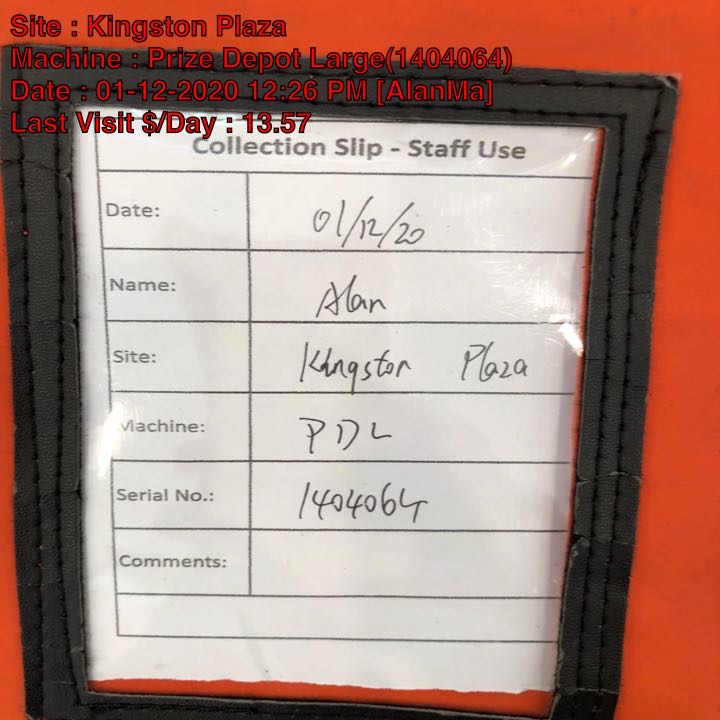 Site : Kingston Plaza
Machine : Prize Depot Large(1404064)
Date : 01-12-2020 12:26 PM [AlanMa]
Last Visit $/Day : 13.57
Collection Slip - Staff Use
Date: 01/12/20
Name: Alan
Site: Kingston Plaza
Machine: PDL
Serial No.: 1404064
Comments: